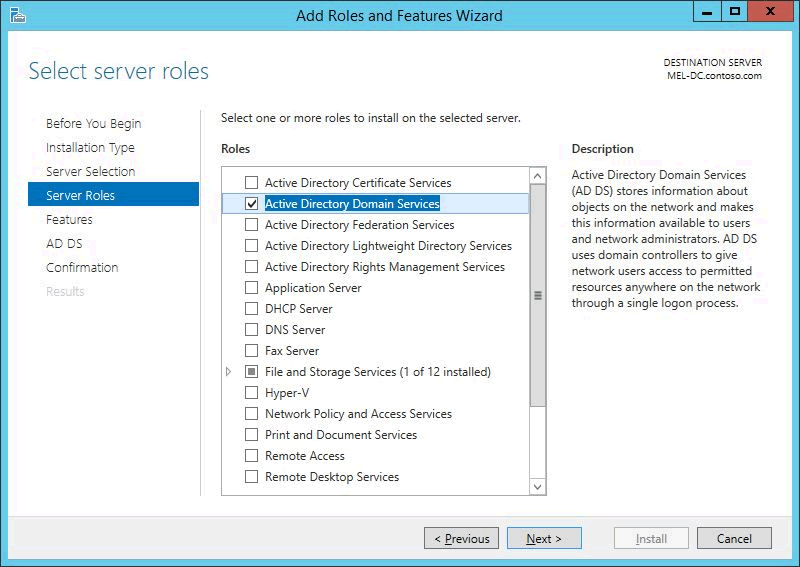 Add Roles and Features Wizard
Select server roles
DESTINATION SERVER
MEL-DC.contoso.com
Before You Begin
Installation Type
Server Selection
Server Roles
Features
AD DS
Confirmation
Results
Select one or more roles to install on the selected server.
Roles
Active Directory Certificate Services
Active Directory Domain Services
Active Directory Federation Services
Active Directory Lightweight Directory Services
Active Directory Rights Management Services
Application Server
DHCP Server
DNS Server
Fax Server
File and Storage Services (1 of 12 installed)
Hyper-V
Network Policy and Access Services
Print and Document Services
Remote Access
Remote Desktop Services
Description
Active Directory Domain Services
(AD DS) stores information about
objects on the network and makes
this information available to users
and network administrators. AD DS
uses domain controllers to give
network users access to permitted
resources anywhere on the network
through a single logon process.
< Previous
Next >
Install
Cancel